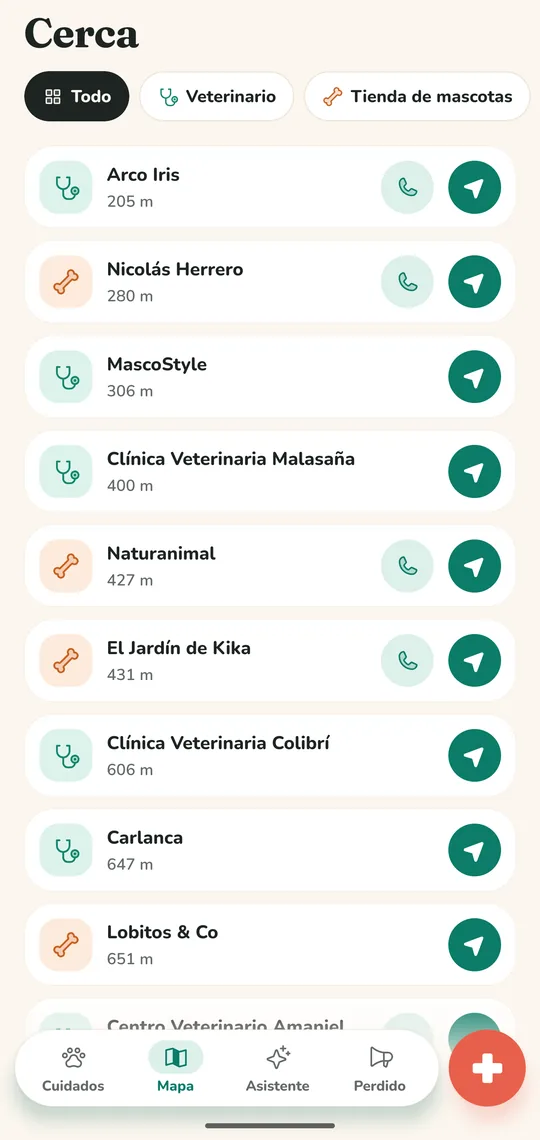 Cerca
Todo
Veterinario
Tienda de mascotas
Arco Iris
205 m
Nicolás Herrero
280 m
MascoStyle
306 m
Clínica Veterinaria Malasaña
400 m
Naturanimal
427 m
El Jardín de Kika
431 m
Clínica Veterinaria Colibrí
606 m
Carlanca
647 m
Lobitos & Co
651 m
Centro Veterinario Amaniel
Cuidados
Mapa
Asistente
Perdido